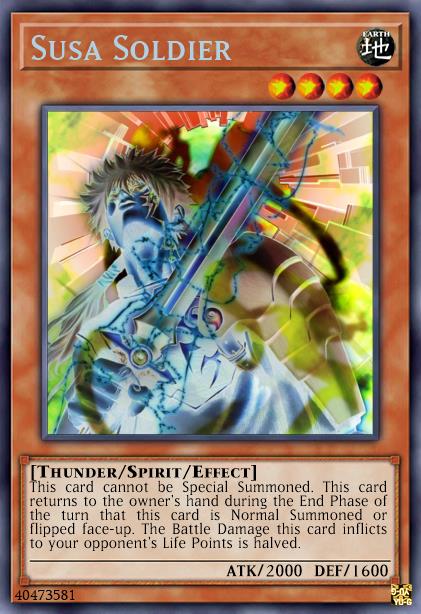 Susa Soldier
EARTH
地
[Thunder/Spirit/Effect]
This card cannot be Special Summoned. This card
returns to the owner's hand during the End Phase of
the turn that this card is Normal Summoned or
flipped face-up. The Battle Damage this card inflicts
to your opponent's Life Points is halved.
ATK/2000 DEF/1600
40473581